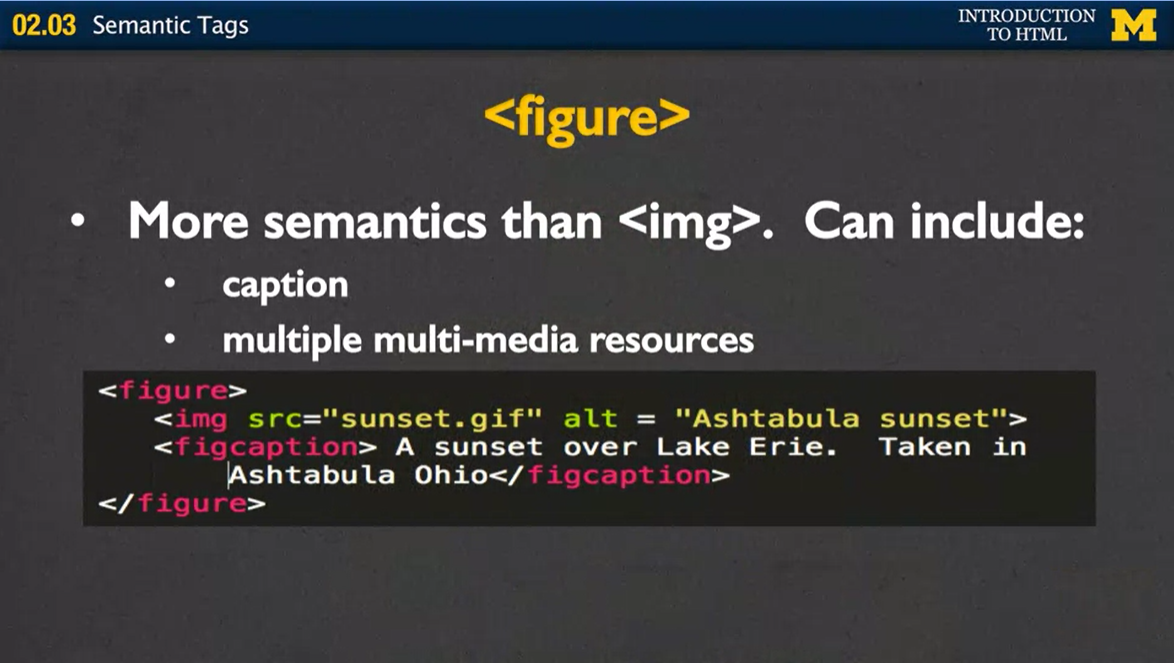 02.03 Semantic Tags
INTRODUCTION
TO HTML
M
<figure>
• More semantics than <img>. Can include:
• caption
• multiple multi-media resources
<figure>
<img src="sunset.gif" alt = "Ashtabula sunset">
<figcaption> A sunset over Lake Erie.  Taken in
Ashtabula Ohio</figcaption>
</figure>